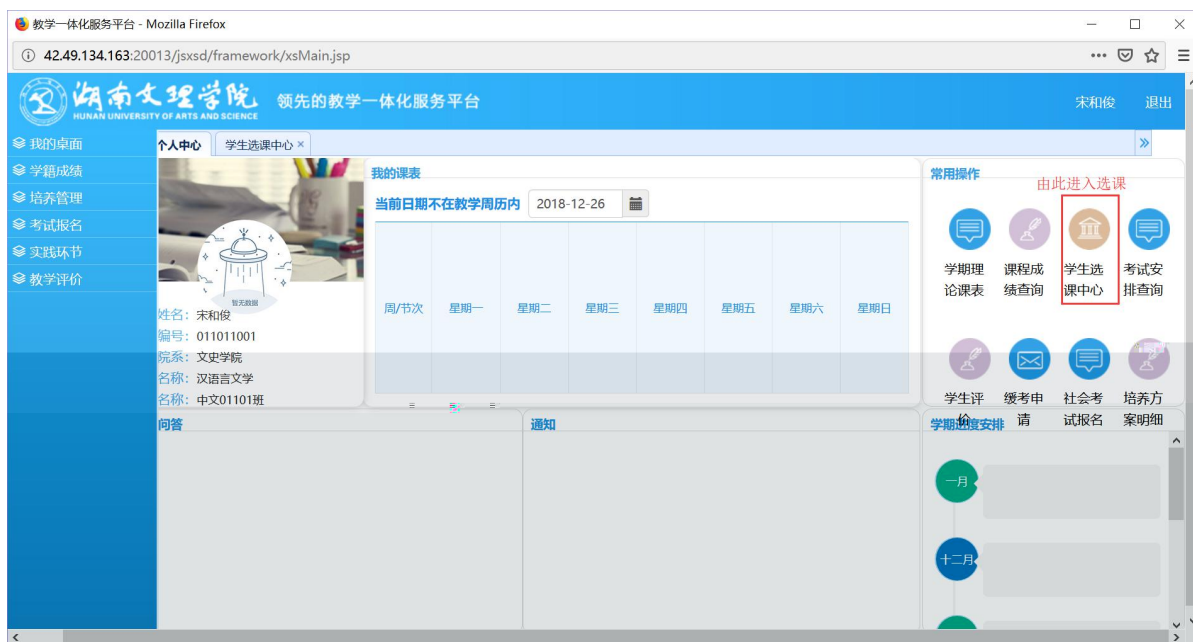 教学一体化服务平台 - Mozilla Firefox
42.49.134.163:20013/jsxsd/framework/xsMain.jsp
湖南文理学院
HUNAN UNIVERSITY OF ARTS AND SCIENCE
领先的教学一体化服务平台
宋和俊 退出
我的桌面
学籍成绩
培养管理
考试报名
实践环节
教学评价
个人中心 学生选课中心 ×
暂无数据
姓名：宋和俊
编号：011011001
院系：文史学院
名称：汉语言文学
名称：中文01101班
我的课表
当前日期不在教学周历内 2018-12-26
周/节次 星期一 星期二 星期三 星期四 星期五 星期六 星期日
常用操作
由此进入选课
学期理论课表
课程成绩查询
学生选课中心
考试安排查询
学生评价
缓考申请
社会考试报名
培养方案明细
问答
通知
学期进度安排
一月
十二月